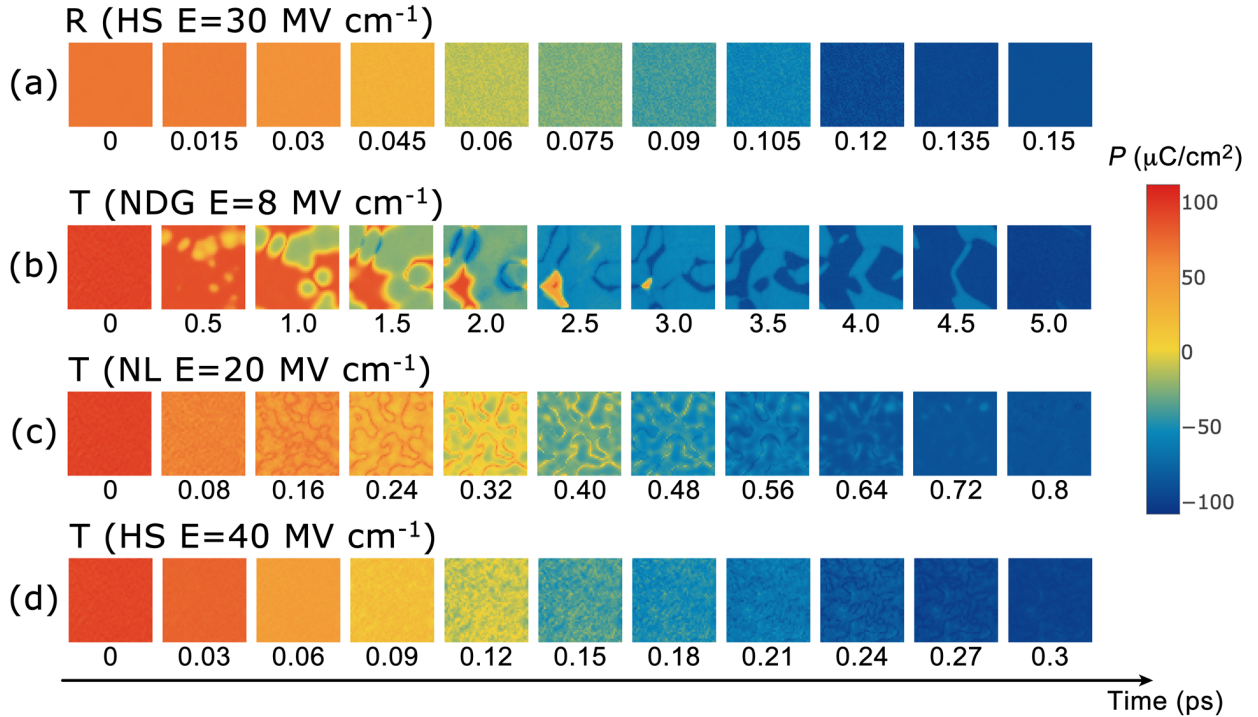 R (HS E=30 MV cm⁻¹)
(a)
0 0.015 0.03 0.045 0.06 0.075 0.09 0.105 0.12 0.135 0.15
P (μC/cm²)
100
50
0
−50
−100
T (NDG E=8 MV cm⁻¹)
(b)
0 0.5 1.0 1.5 2.0 2.5 3.0 3.5 4.0 4.5 5.0
T (NL E=20 MV cm⁻¹)
(c)
0 0.08 0.16 0.24 0.32 0.40 0.48 0.56 0.64 0.72 0.8
T (HS E=40 MV cm⁻¹)
(d)
0 0.03 0.06 0.09 0.12 0.15 0.18 0.21 0.24 0.27 0.3
Time (ps)